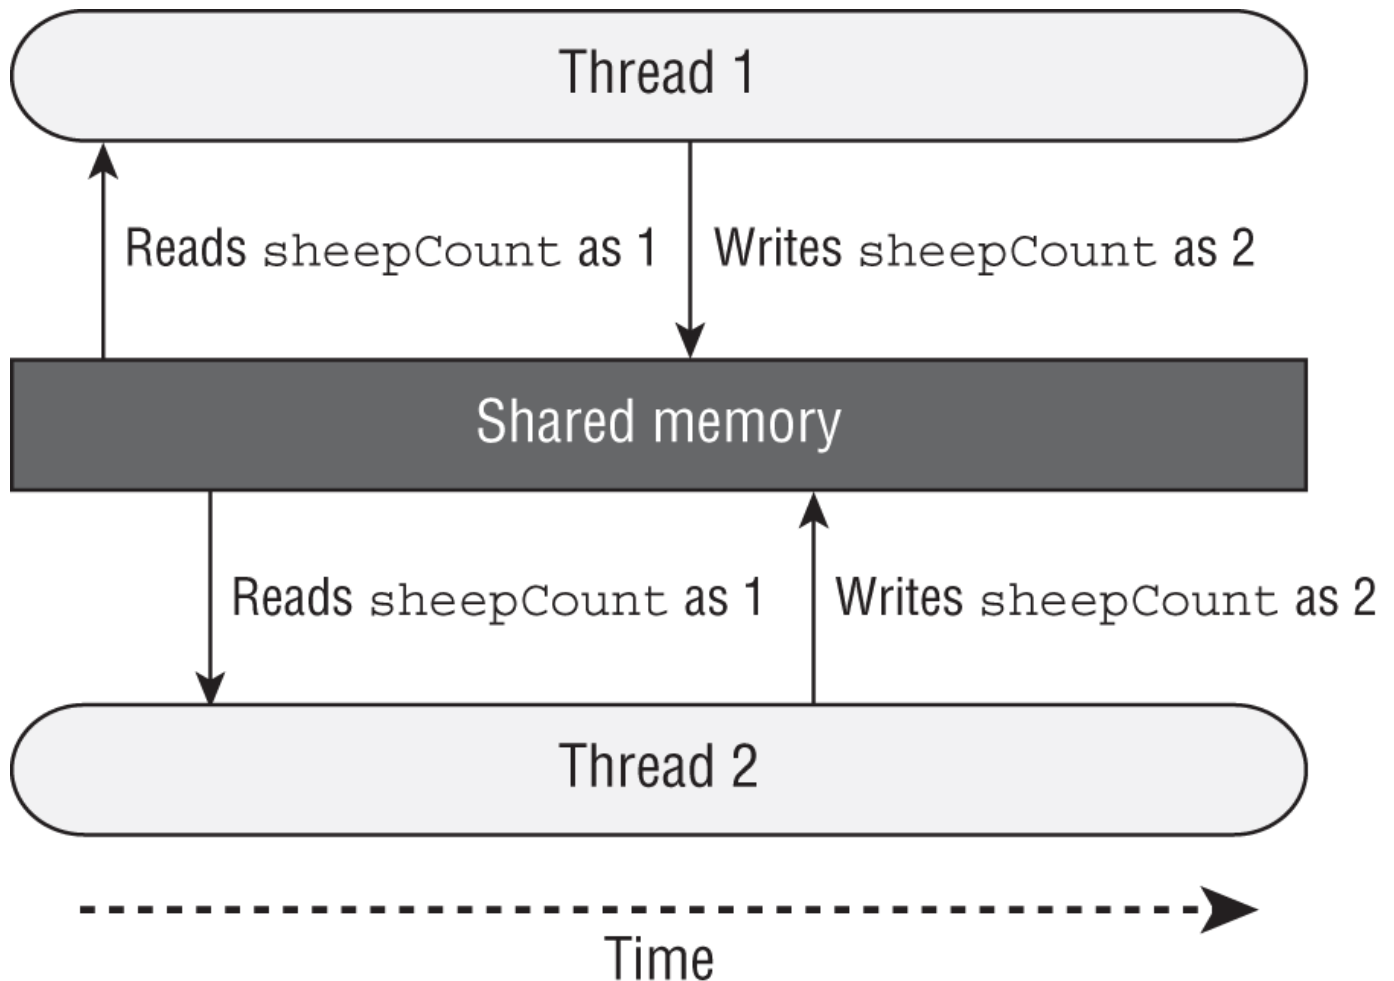 Thread 1
Reads sheepCount as 1
Writes sheepCount as 2
Shared memory
Reads sheepCount as 1
Writes sheepCount as 2
Thread 2
Time